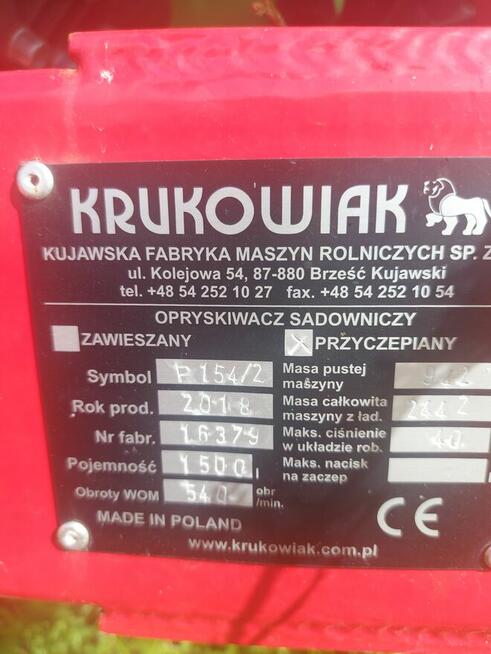 KRUKOWIAK
KUJAWSKA FABRYKA MASZYN ROLNICZYCH SP. Z
ul. Kolejowa 54, 87-880 Brześć Kujawski
tel. +48 54 252 10 27 fax. +48 54 252 10 54
OPRYSKIWACZ SADOWNICZY
ZAWIESZANY X PRZYCZEPIANY
Symbol P154/2 Masa pustej maszyny
Rok prod. 2018 Masa całkowita maszyny z ład. 2442
Nr fabr. 16379 Maks. ciśnienie w układzie rob. 40
Pojemność 1500 l Maks. nacisk na zaczep
Obroty WOM 540 obr /min.
MADE IN POLAND CE
www.krukowiak.com.pl